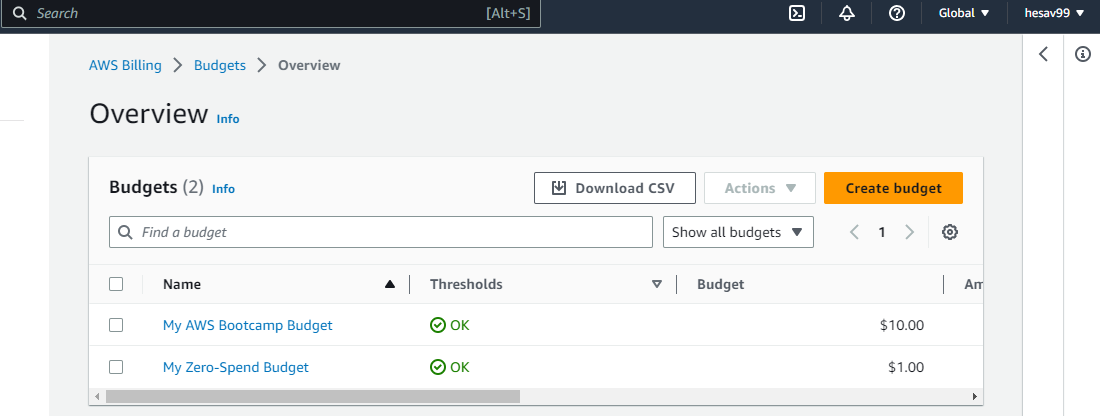 Search [Alt+S] Global hesav99
AWS Billing Budgets Overview
Overview Info
Budgets (2) Info Download CSV Actions Create budget
Find a budget Show all budgets 1
Name Thresholds Budget
My AWS Bootcamp Budget OK $10.00
My Zero-Spend Budget OK $1.00